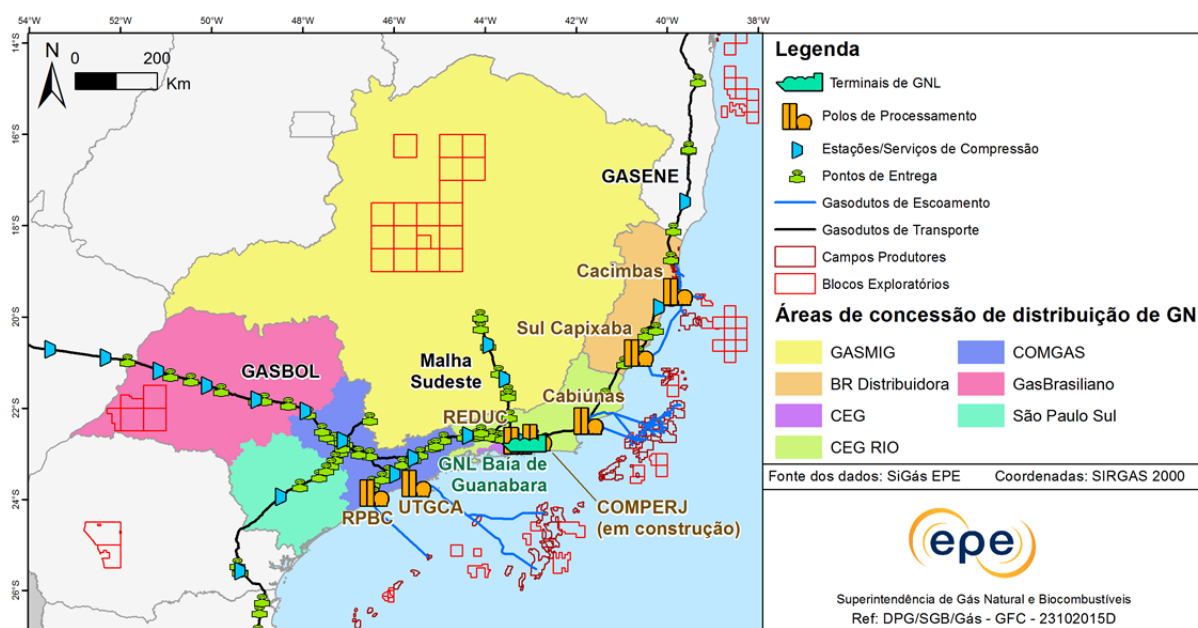 54°W
52°W
50°W
48°W
46°W
44°W
42°W
40°W
38°W
14°S
16°S
18°S
20°S
22°S
24°S
26°S
N
0
200
Km
GASENE
Cacimbas
Sul Capixaba
Malha
Sudeste
GASBOL
Cabiúnas
REDUC
GNL Baía de
Guanabara
UTGCA
RPBC
COMPERJ
(em construção)
Legenda
Terminais de GNL
Polos de Processamento
Estações/Serviços de Compressão
Pontos de Entrega
Gasodutos de Escoamento
Gasodutos de Transporte
Campos Produtores
Blocos Exploratórios
Áreas de concessão de distribuição de GN
GASMIG
COMGAS
BR Distribuidora
GasBrasiliano
CEG
São Paulo Sul
CEG RIO
Fonte dos dados: SiGás EPE
Coordenadas: SIRGAS 2000
epe
Superintendência de Gás Natural e Biocombustíveis
Ref: DPG/SGB/Gás - GFC - 23102015D